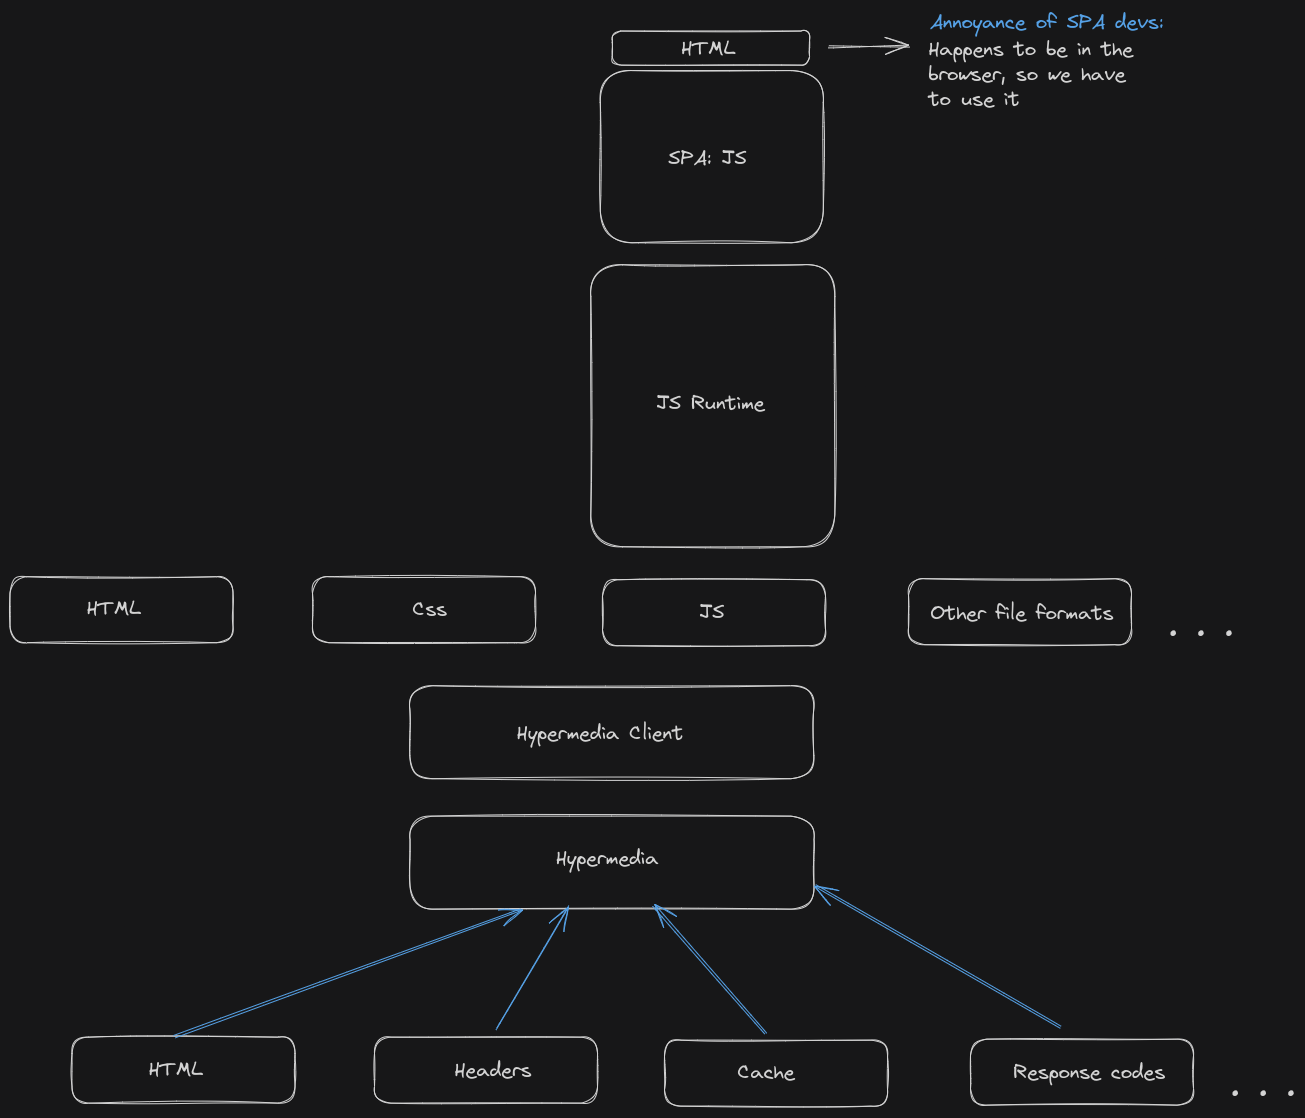 Annoyance of SPA devs:
HTML
Happens to be in the
browser, so we have
to use it
SPA: JS
JS Runtime
HTML
Css
JS
Other file formats
. . .
Hypermedia Client
Hypermedia
HTML
Headers
Cache
Response codes
. . .